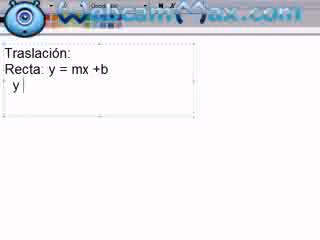 WebcamMax.com
Traslación:
Recta: y = mx +b
y